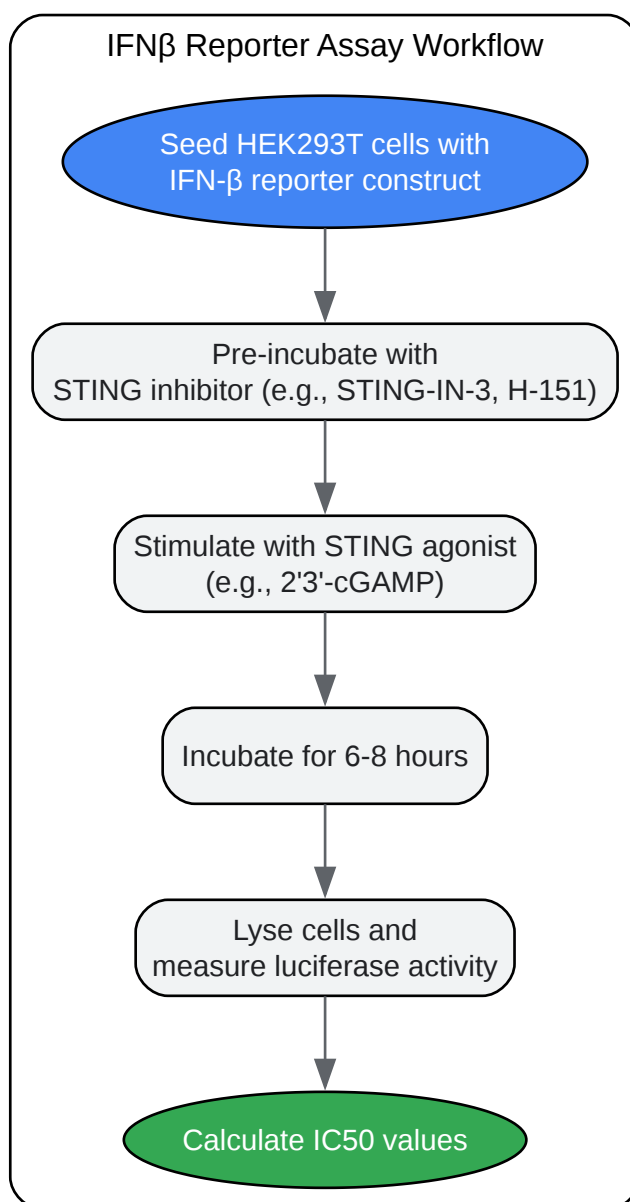 IFNβ Reporter Assay Workflow
Seed HEK293T cells with
IFN-β reporter construct
Pre-incubate with
STING inhibitor (e.g., STING-IN-3, H-151)
Stimulate with STING agonist
(e.g., 2'3'-cGAMP)
Incubate for 6-8 hours
Lyse cells and
measure luciferase activity
Calculate IC50 values